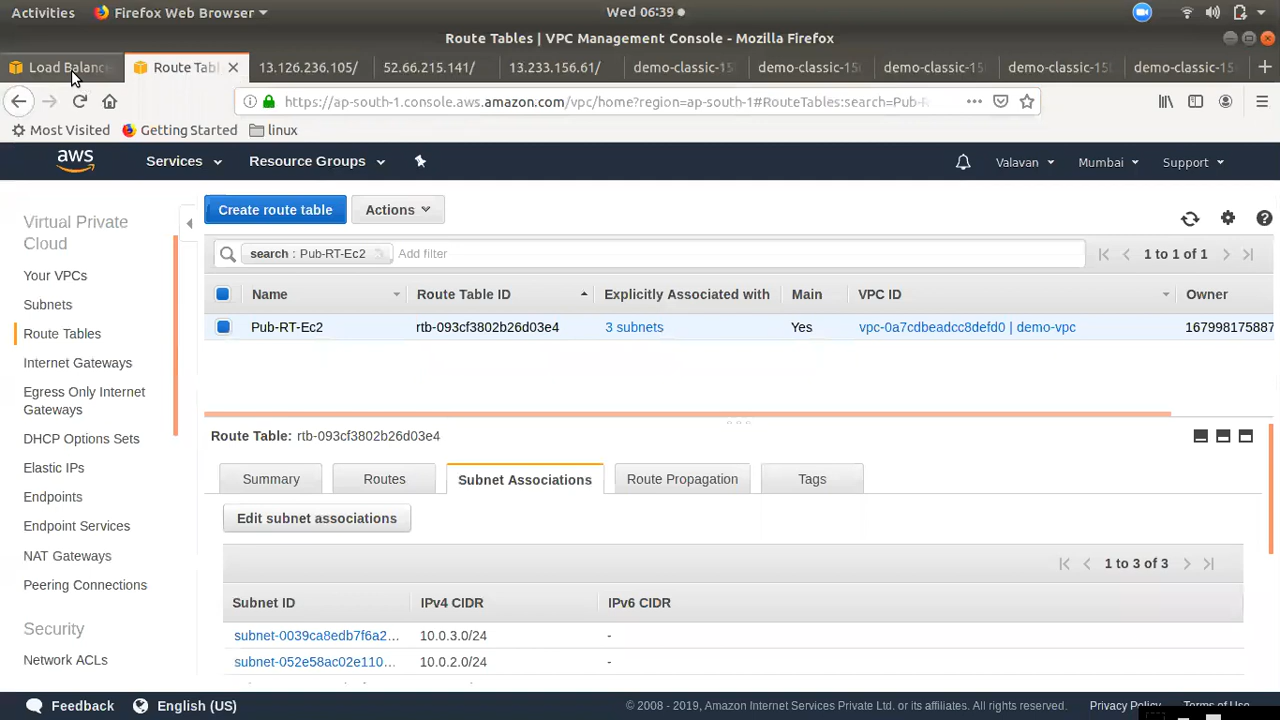 Activities Firefox Web Browser Wed 06:39
Route Tables | VPC Management Console - Mozilla Firefox
Load Balance Route Tabl 13.126.236.105/ 52.66.215.141/ 13.233.156.61/ demo-classic-15 demo-classic-15 demo-classic-15 demo-classic-15 demo-classic-15
https://ap-south-1.console.aws.amazon.com/vpc/home?region=ap-south-1#RouteTables:search=Pub-R
Most Visited Getting Started linux
aws Services Resource Groups Valavan Mumbai Support
Virtual Private
Cloud
Your VPCs
Subnets
Route Tables
Internet Gateways
Egress Only Internet
Gateways
DHCP Options Sets
Elastic IPs
Endpoints
Endpoint Services
NAT Gateways
Peering Connections
Security
Network ACLs
Create route table Actions
search : Pub-RT-Ec2 Add filter 1 to 1 of 1
Name Route Table ID Explicitly Associated with Main VPC ID Owner
Pub-RT-Ec2 rtb-093cf3802b26d03e4 3 subnets Yes vpc-0a7cdbeadcc8defd0 | demo-vpc 167998175887
Route Table: rtb-093cf3802b26d03e4
Summary Routes Subnet Associations Route Propagation Tags
Edit subnet associations
1 to 3 of 3
Subnet ID IPv4 CIDR IPv6 CIDR
subnet-0039ca8edb7f6a2... 10.0.3.0/24 -
subnet-052e58ac02e110... 10.0.2.0/24 -
Feedback English (US) © 2008 - 2019, Amazon Internet Services Private Ltd. or its affiliates. All rights reserved. Privacy Policy Terms of Use